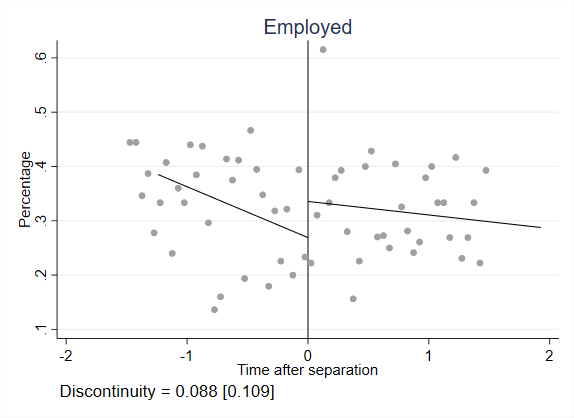 Employed
.6
.5
.4
.3
.2
.1
Percentage
-2 -1 0 1 2
Time after separation
Discontinuity = 0.088 [0.109]